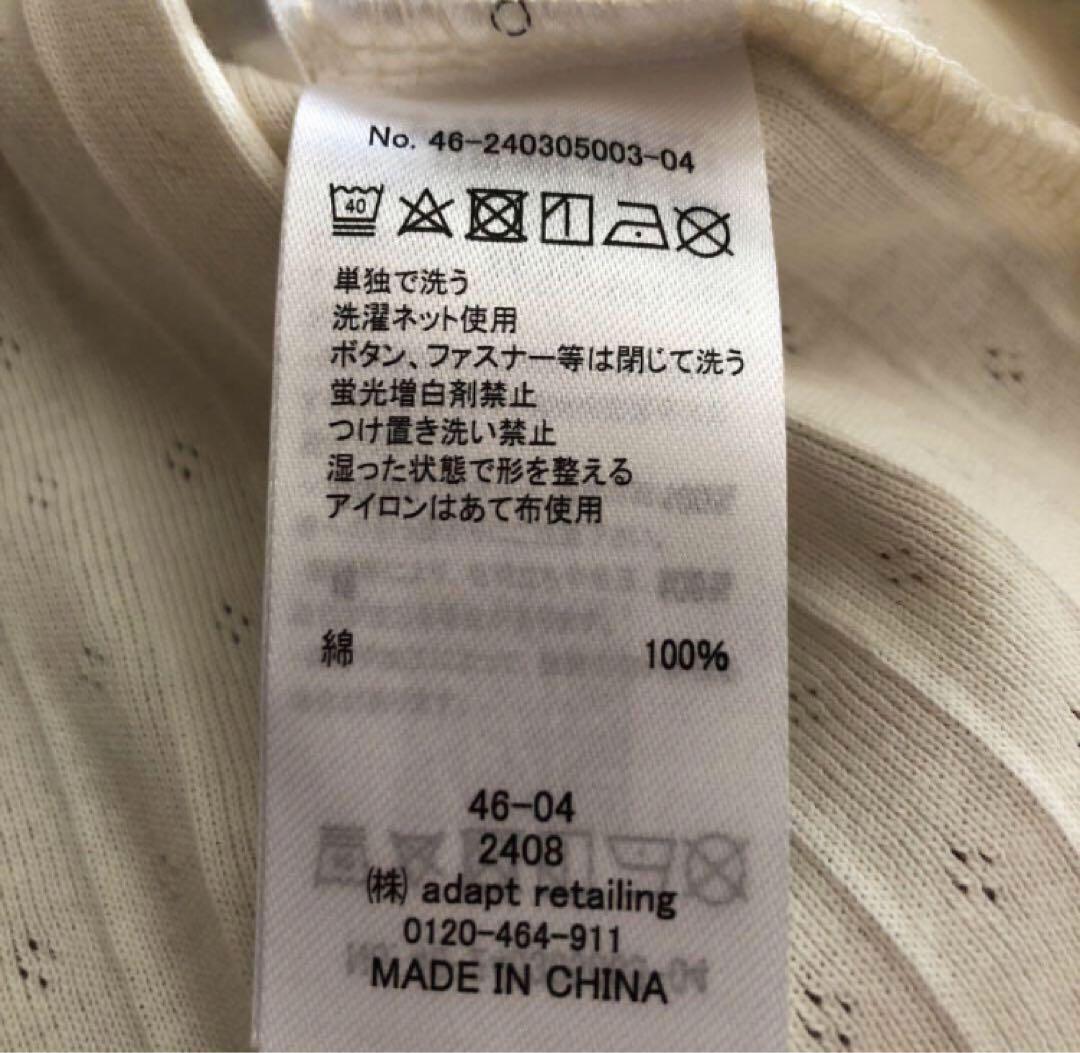 No. 46-240305003-04
40
単独で洗う
洗濯ネット使用
ボタン、ファスナー等は閉じて洗う
蛍光増白剤禁止
つけ置き洗い禁止
湿った状態で形を整える
アイロンはあて布使用
綿 100%
46-04
2408
㈱ adapt retailing
0120-464-911
MADE IN CHINA